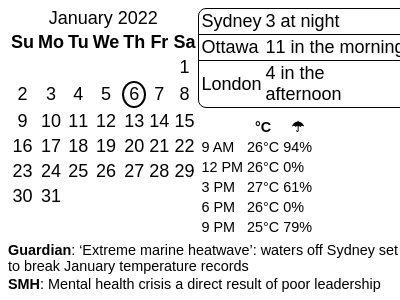 January 2022
Su Mo Tu We Th Fr Sa
1
2 3 4 5 6 7 8
9 10 11 12 13 14 15
16 17 18 19 20 21 22
23 24 25 26 27 28 29
30 31
Sydney 3 at night
Ottawa 11 in the morning
London 4 in the
afternoon
°C ☂
9 AM 26°C 94%
12 PM 26°C 0%
3 PM 27°C 61%
6 PM 26°C 0%
9 PM 25°C 79%
Guardian: ‘Extreme marine heatwave’: waters off Sydney set
to break January temperature records
SMH: Mental health crisis a direct result of poor leadership